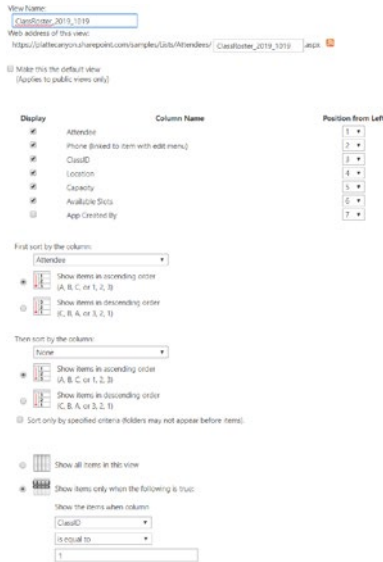 View Name:
ClassRoster_2019_1019
Web address of this view:
https://plattecanyon.sharepoint.com/samples/Lists/Attendees/ ClassRoster_2019_1019 .aspx
Make this the default view
(Applies to public views only)
Display Column Name Position from Left
Attendee 1
Phone (linked to item with edit menu) 2
ClassID 3
Location 4
Capacity 5
Available Slots 6
App Created By 7
First sort by the column:
Attendee
Show items in ascending order
(A, B, C, or 1, 2, 3)
Show items in descending order
(C, B, A, or 3, 2, 1)
Then sort by the column:
None
Show items in ascending order
(A, B, C, or 1, 2, 3)
Show items in descending order
(C, B, A, or 3, 2, 1)
Sort only by specified criteria (folders may not appear before items).
Show all items in this view
Show items only when the following is true:
Show the items when column
ClassID
is equal to
1